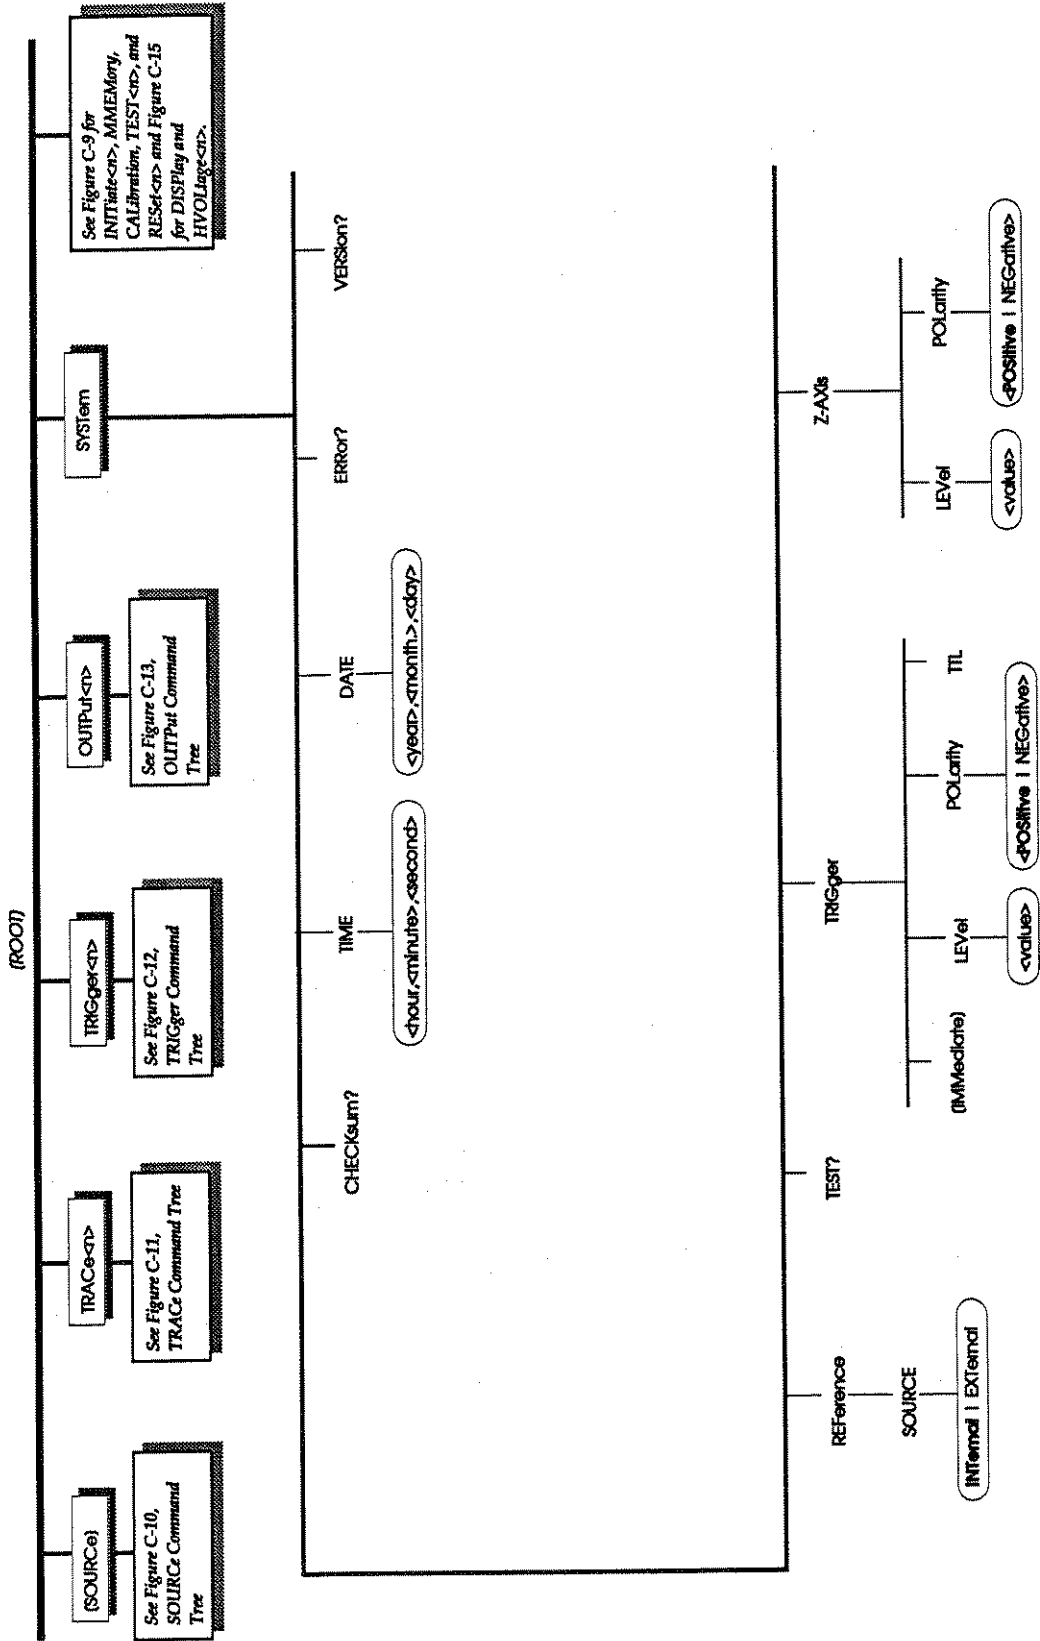 (ROOT)
(SOURCe)
See Figure C-10,
SOURCe Command
Tree
TRACe<n>
See Figure C-11,
TRACe Command Tree
TRIGger<n>
See Figure C-12,
TRIGger Command
Tree
OUTPut<n>
See Figure C-13,
OUTPut Command
Tree
SYSTem
See Figure C-9 for
INITiate<n>, MMEMory,
CALibration, TEST<n>, and
RESet<n> and Figure C-15
for DISPlay and
HVOLtage<n>.
CHECKsum?
TIME
<hour,<minute>,<second>
DATE
<year>,<month.>,<day>
ERRor?
VERSion?
REFerence
SOURCE
INTernal | EXTernal
TEST?
TRIGger
(IMMediate)
LEVel
<value>
POLarity
<POSitve | NEGative>
TTL
Z-AXIs
LEVel
<value>
POLarity
<POSitive | NEGative>